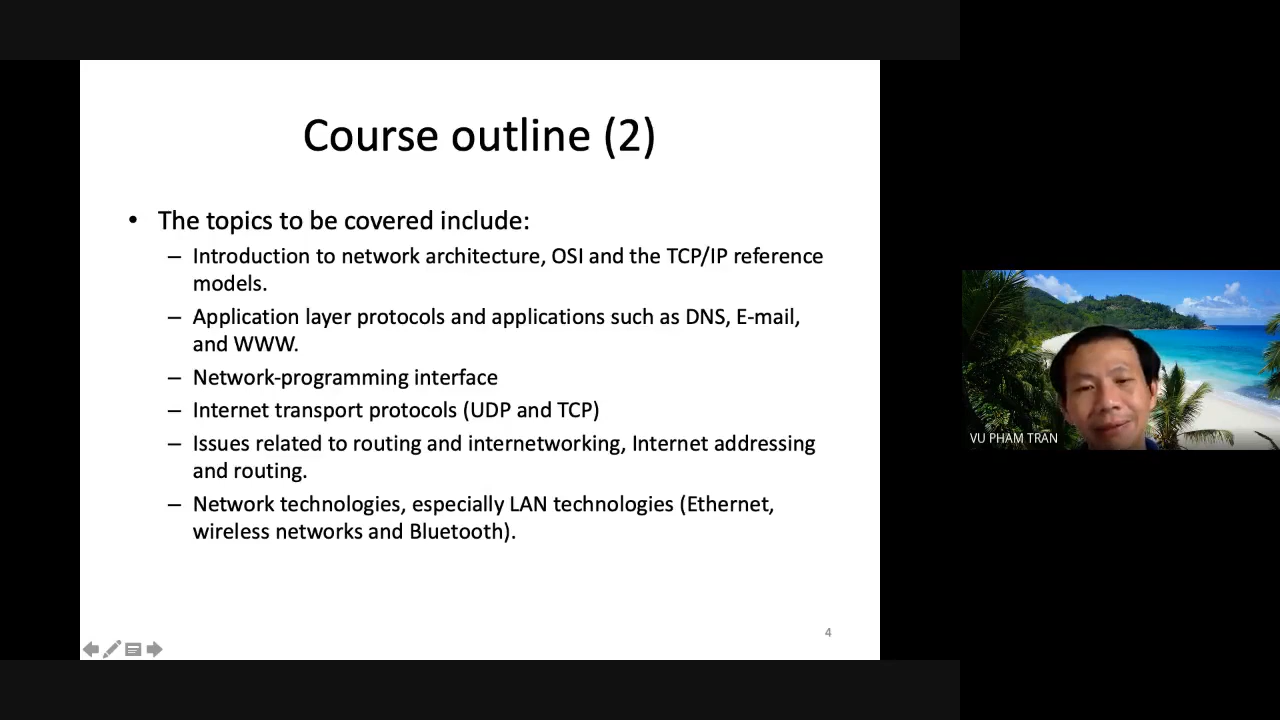 Course outline (2)
• The topics to be covered include:
– Introduction to network architecture, OSI and the TCP/IP reference
models.
– Application layer protocols and applications such as DNS, E-mail,
and WWW.
– Network-programming interface
– Internet transport protocols (UDP and TCP)
– Issues related to routing and internetworking, Internet addressing
and routing.
– Network technologies, especially LAN technologies (Ethernet,
wireless networks and Bluetooth).
4
VU PHAM TRAN